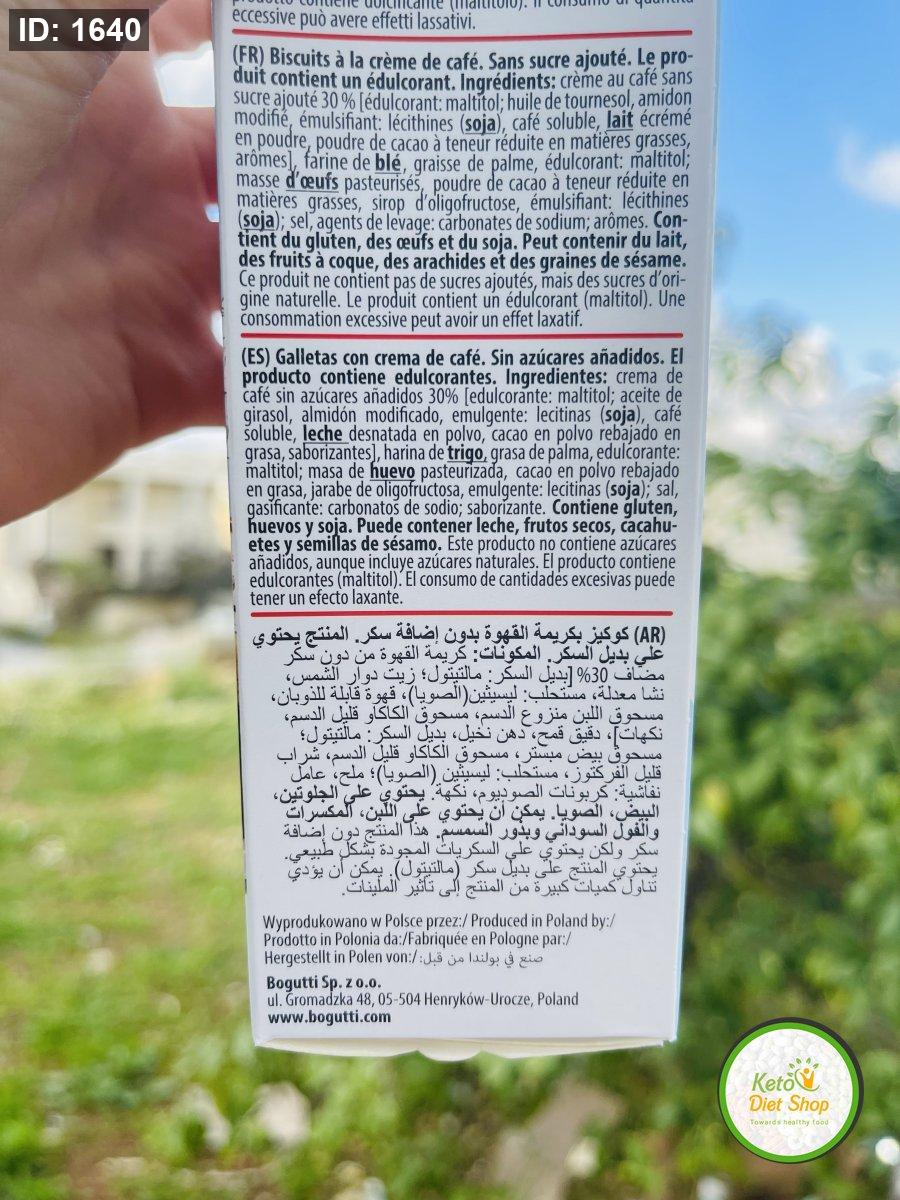 ID: 1640
prodotto contiene dolcificante (maltitolo). Il consumo di quantità
eccessive può avere effetti lassativi.
(FR) Biscuits à la crème de café. Sans sucre ajouté. Le pro-
duit contient un édulcorant. Ingrédients: crème au café sans
sucre ajouté 30 % [édulcorant: maltitol; huile de tournesol, amidon
modifié, émulsifiant: lécithines (soja), café soluble, lait écrémé
en poudre, poudre de cacao à teneur réduite en matières grasses,
arômes], farine de blé, graisse de palme, édulcorant: maltitol;
masse d'œufs pasteurisés, poudre de cacao à teneur réduite en
matières grasses, sirop d'oligofructose, émulsifiant: lécithines
(soja); sel, agents de levage: carbonates de sodium; arômes. Con-
tient du gluten, des œufs et du soja. Peut contenir du lait,
des fruits à coque, des arachides et des graines de sésame.
Ce produit ne contient pas de sucres ajoutés, mais des sucres d'ori-
gine naturelle. Le produit contient un édulcorant (maltitol). Une
consommation excessive peut avoir un effet laxatif.
(ES) Galletas con crema de café. Sin azúcares añadidos. El
producto contiene edulcorantes. Ingredientes: crema de
café sin azúcares añadidos 30% [edulcorante: maltitol; aceite de
girasol, almidón modificado, emulgente: lecitinas (soja), café
soluble, leche desnatada en polvo, cacao en polvo rebajado en
grasa, saborizantes], harina de trigo, grasa de palma, edulcorante:
maltitol; masa de huevo pasteurizada, cacao en polvo rebajado
en grasa, jarabe de oligofructosa, emulgente: lecitinas (soja); sal,
gasificante: carbonatos de sodio; saborizante. Contiene gluten,
huevos y soja. Puede contener leche, frutos secos, cacahu-
etes y semillas de sésamo. Este producto no contiene azúcares
añadidos, aunque incluye azúcares naturales. El producto contiene
edulcorantes (maltitol). El consumo de cantidades excesivas puede
tener un efecto laxante.
(AR) كوكيز بكريمة القهوة بدون إضافة سكر. المنتج يحتوي
على بديل السكر. المكونات: كريمة القهوة من دون سكر
مضاف 30% [بديل السكر: مالتيتول؛ زيت دوار الشمس،
نشا معدلة، مستحلب: ليسيثين(الصويا)، قهوة قابلة للذوبان،
مسحوق اللبن منزوع الدسم، مسحوق الكاكاو قليل الدسم،
نكهات]، دقيق قمح، دهن نخيل، بديل السكر: مالتيتول؛
مسحوق بيض مبستر، مسحوق الكاكاو قليل الدسم، شراب
قليل الفركتوز، مستحلب: ليسيثين (الصويا)؛ ملح، عامل
نفاشية: كربونات الصوديوم، نكهة. يحتوي على الجلوتين،
البيض، الصويا. يمكن أن يحتوي على اللبن، المكسرات
والفول السوداني وبذور السمسم. هذا المنتج دون إضافة
سكر ولكن يحتوي على السكريات المجودة بشكل طبيعي.
يحتوي المنتج على بديل سكر (مالتيتول). يمكن أن يؤدي
تناول كميات كبيرة من المنتج إلى تأثير الملينات.
Wyprodukowano w Polsce przez:/ Produced in Poland by:/
Prodotto in Polonia da:/Fabriquée en Pologne par:/
Hergestellt in Polen von:/ صنع في بولندا من قبل:
Bogutti Sp. z o.o.
ul. Gromadzka 48, 05-504 Henryków-Urocze, Poland
www.bogutti.com
Keto
Diet Shop
Towards healthy food